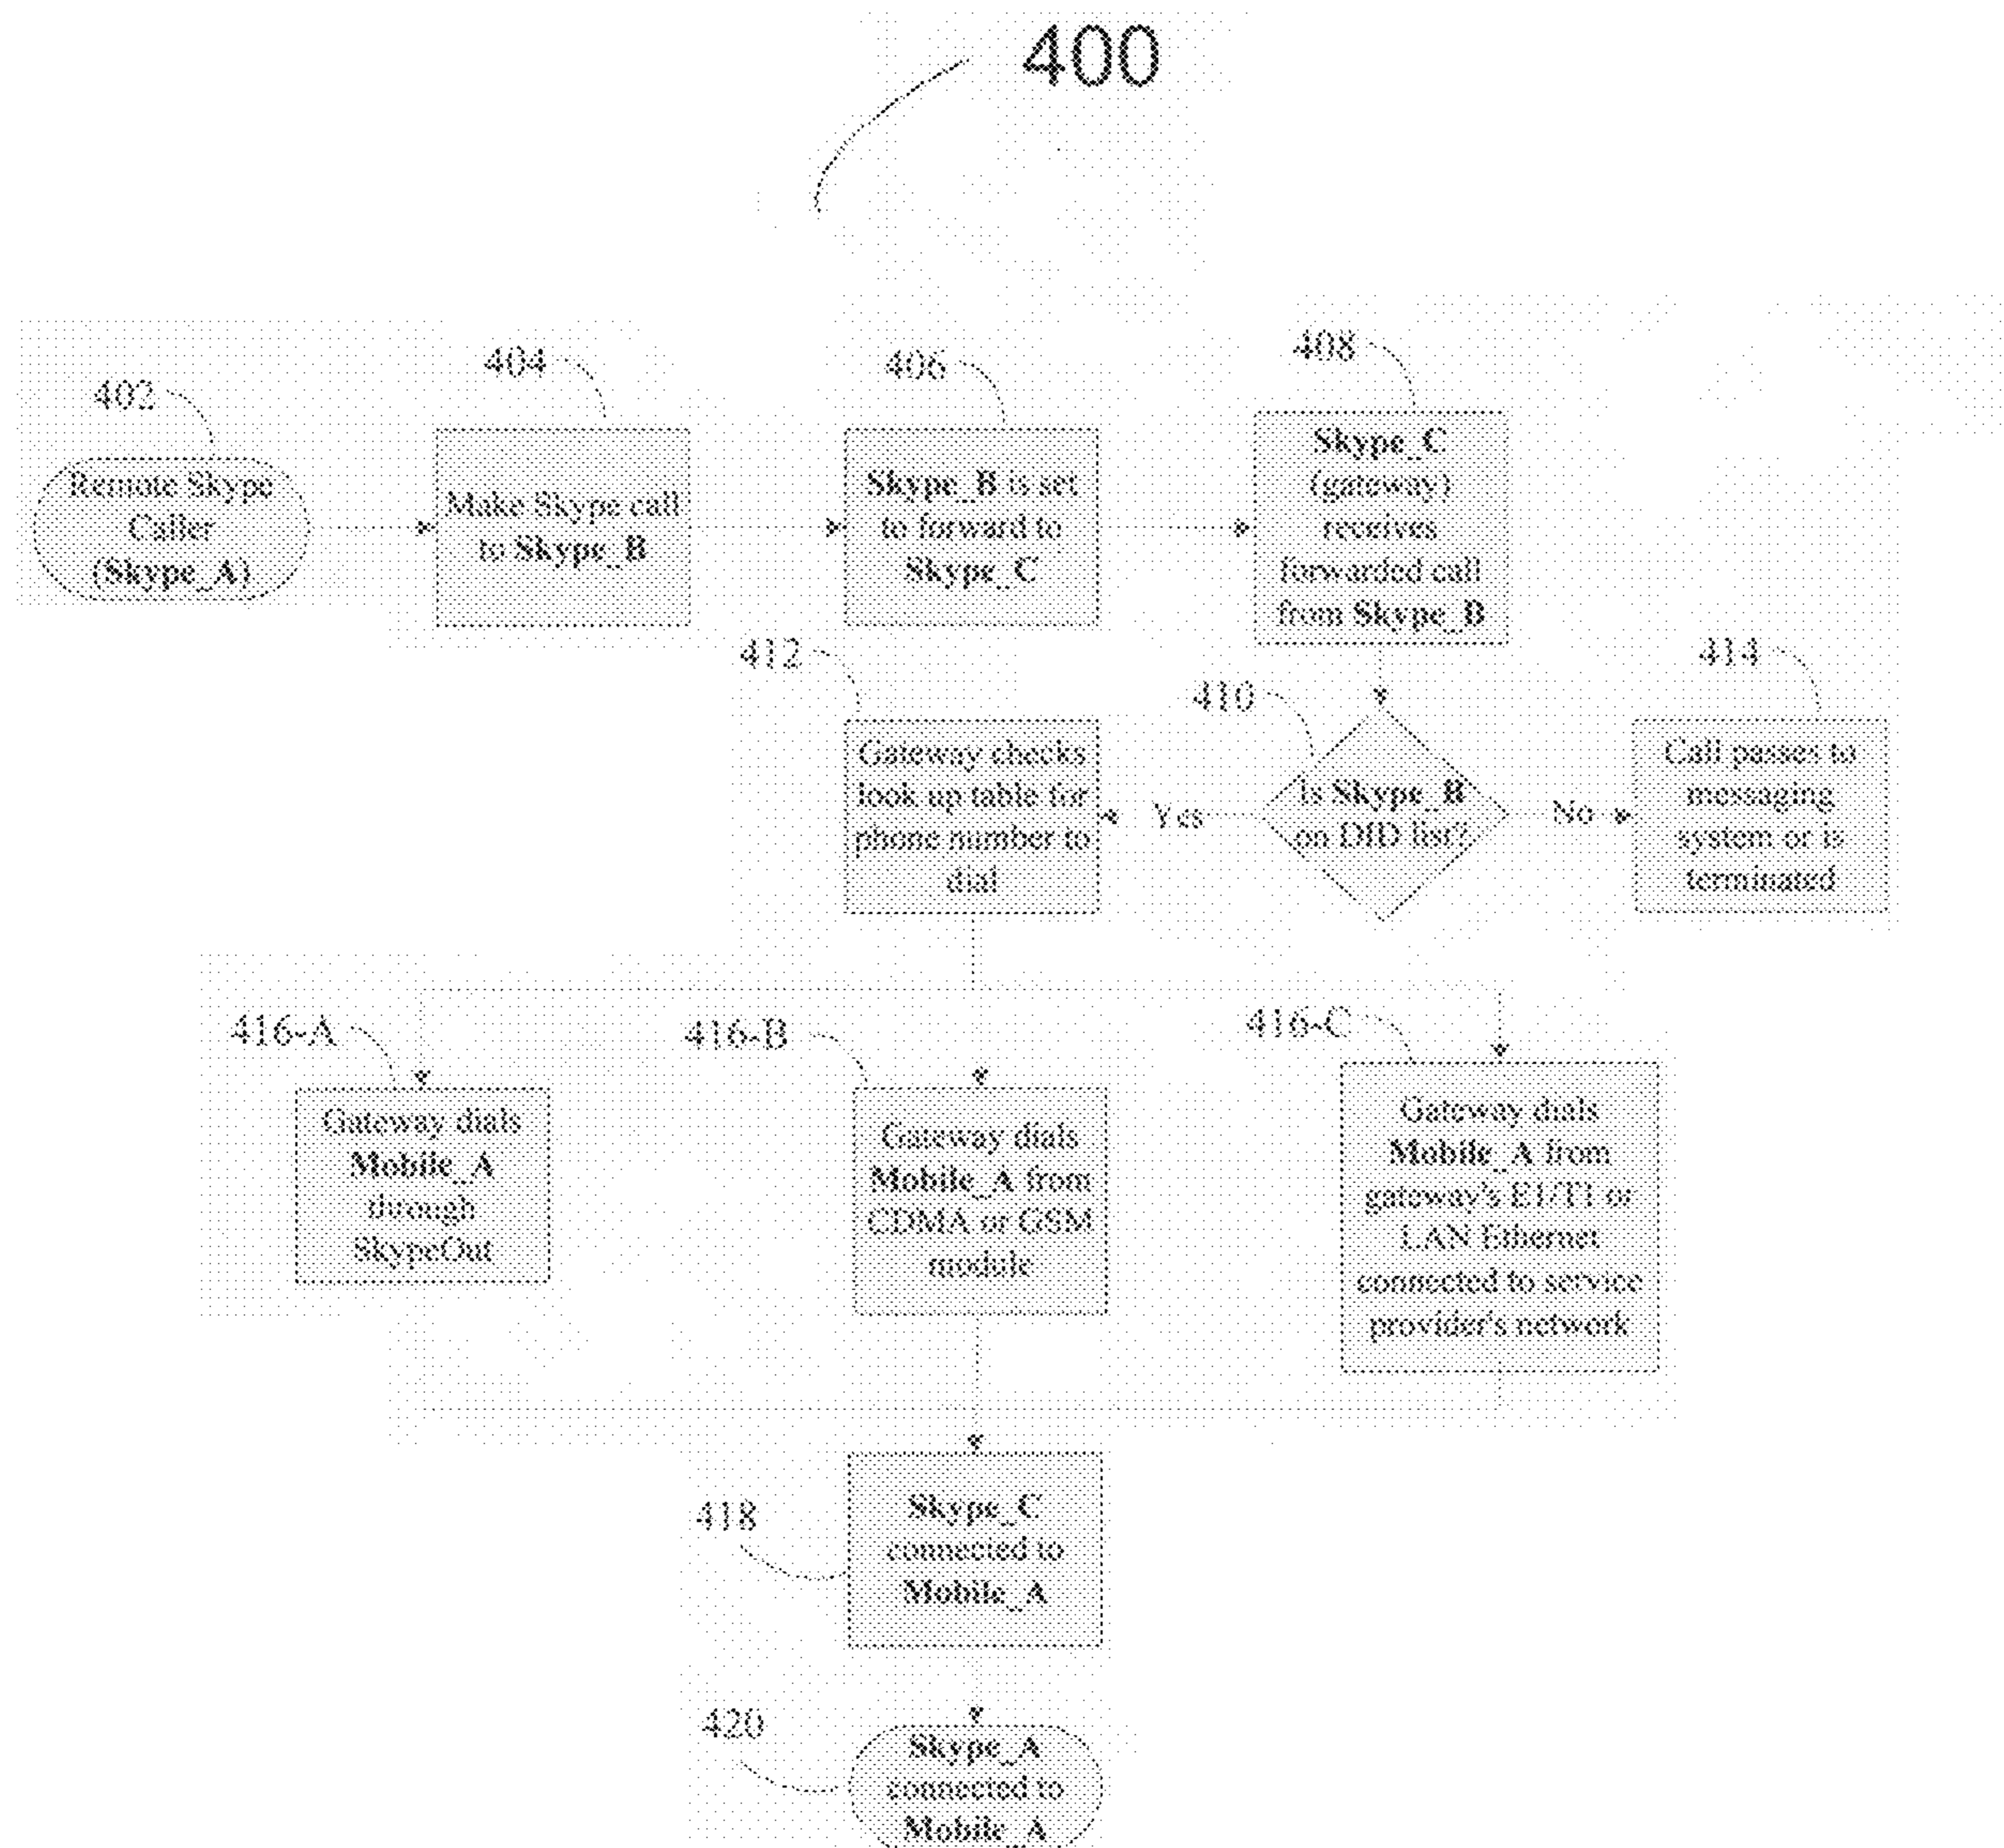 400
402
Remote Skype
Caller
(Skype_A)
404
Make Skype call
to Skype_B
406
Skype_B is set
to forward to
Skype_C
408
Skype_C
(gateway)
receives
forwarded call
from Skype_B
410
Is Skype_B
on DID list?
Yes
No
412
Gateway checks
look up table for
phone number to
dial
414
Call passes to
messaging
system or is
terminated
416-A
Gateway dials
Mobile_A
through
SkypeOut
416-B
Gateway dials
Mobile_A from
CDMA or GSM
module
416-C
Gateway dials
Mobile_A from
gateway's E1/T1 or
LAN Ethernet
connected to service
provider's network
418
Skype_C
connected to
Mobile_A
420
Skype_A
connected to
Mobile_A